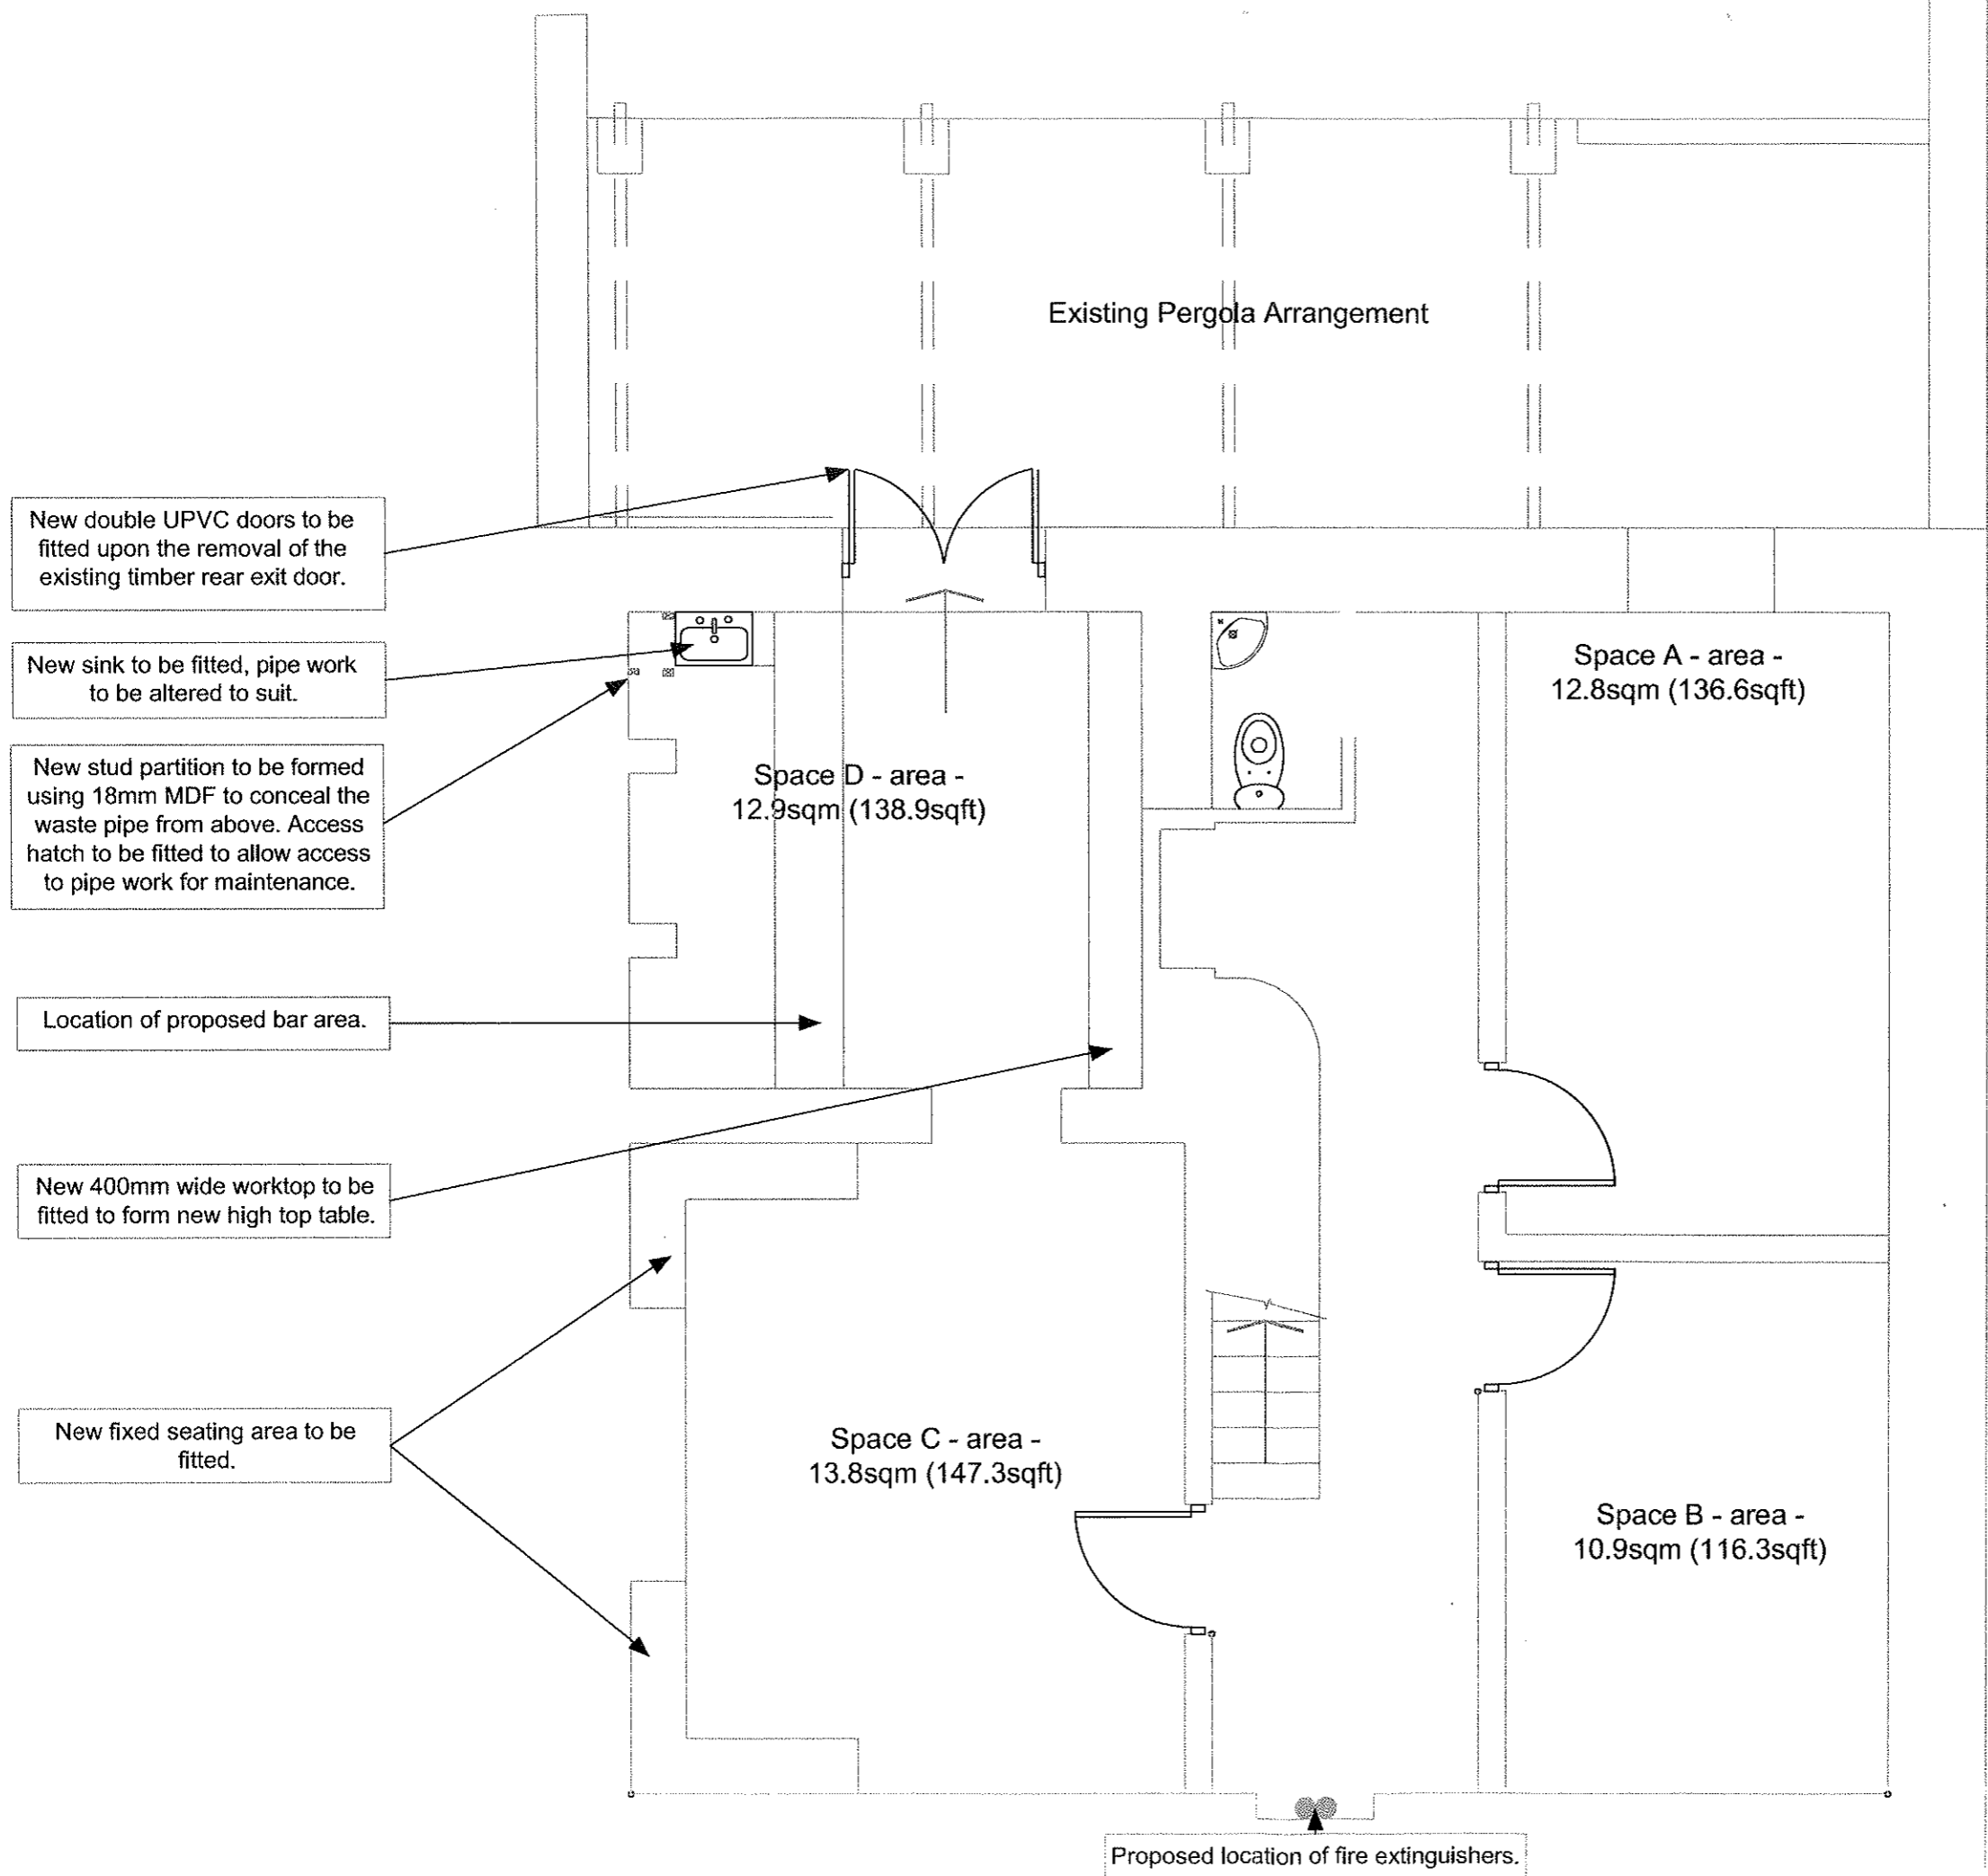 Existing Pergola Arrangement
New double UPVC doors to be
fitted upon the removal of the
existing timber rear exit door.
New sink to be fitted, pipe work
to be altered to suit.
New stud partition to be formed
using 18mm MDF to conceal the
waste pipe from above. Access
hatch to be fitted to allow access
to pipe work for maintenance.
Space A - area -
12.8sqm (136.6sqft)
Space D - area -
12.9sqm (138.9sqft)
Location of proposed bar area.
New 400mm wide worktop to be
fitted to form new high top table.
New fixed seating area to be
fitted.
Space C - area -
13.8sqm (147.3sqft)
Space B - area -
10.9sqm (116.3sqft)
Proposed location of fire extinguishers.